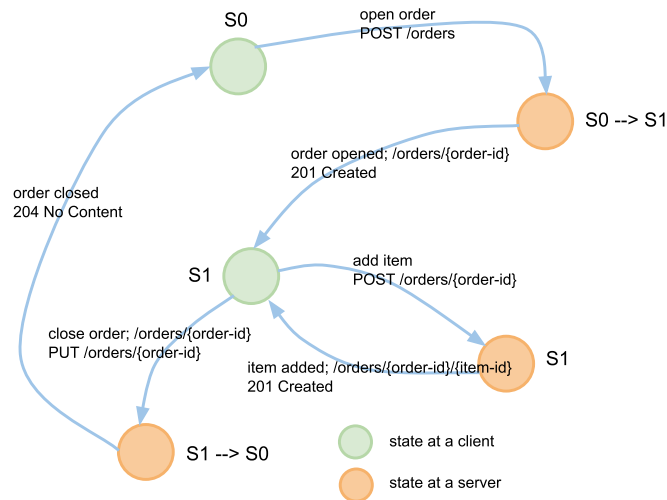 S0
open order
POST /orders
S0 --> S1
order opened; /orders/{order-id}
201 Created
order closed
204 No Content
S1
add item
POST /orders/{order-id}
close order; /orders/{order-id}
PUT /orders/{order-id}
item added; /orders/{order-id}/{item-id}
201 Created
S1
S1 --> S0
state at a client
state at a server